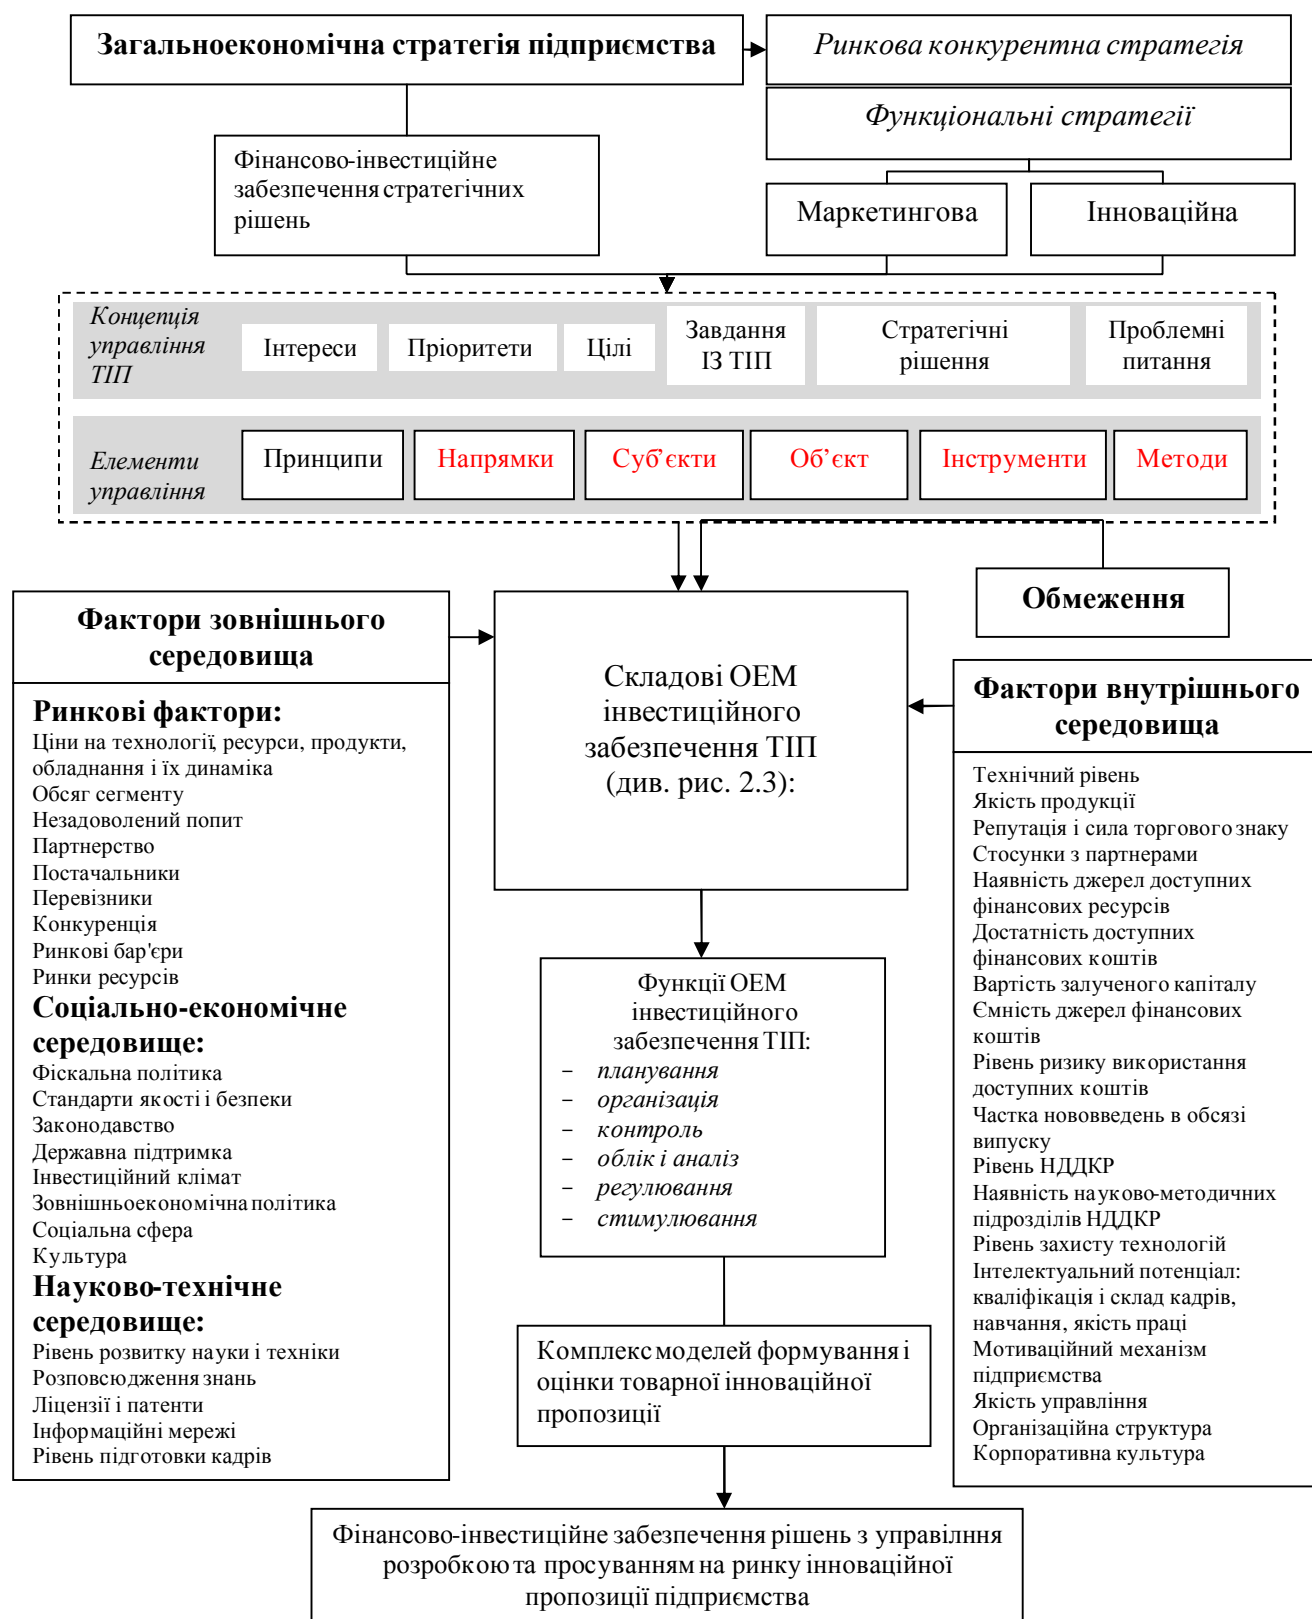 Загальноекономічна стратегія підприємства
Ринкова конкурентна стратегія
Функціональні стратегії
Фінансово-інвестиційне
забезпечення стратегічних
рішень
Маркетингова
Інноваційна
Концепція
управління
ТІП
Інтереси
Пріоритети
Цілі
Завдання
ІЗ ТІП
Стратегічні
рішення
Проблемні
питання
Елементи
управління
Принципи
Напрямки
Суб'єкти
Об’єкт
Інструменти
Методи
Обмеження
Фактори зовнішнього
середовища
Ринкові фактори:
Ціни на технології, ресурси, продукти,
обладнання і їх динаміка
Обсяг сегменту
Незадоволений попит
Партнерство
Постачальники
Перевізники
Конкуренція
Ринкові бар'єри
Ринки ресурсів
Соціально-економічне
середовище:
Фіскальна політика
Стандарти якості і безпеки
Законодавство
Державна підтримка
Інвестиційний клімат
Зовнішньоекономічна політика
Соціальна сфера
Культура
Науково-технічне
середовище:
Рівень розвитку науки і техніки
Розповсюдження знань
Ліцензії і патенти
Інформаційні мережі
Рівень підготовки кадрів
Складові ОЕМ
інвестиційного
забезпечення ТІП
(див. рис. 2.3):
Функції ОЕМ
інвестиційного
забезпечення ТІП:
– планування
– організація
– контроль
– облік і аналіз
– регулювання
– стимулювання
Комплекс моделей формування і
оцінки товарної інноваційної
пропозиції
Фактори внутрішнього
середовища
Технічний рівень
Якість продукції
Репутація і сила торгового знаку
Стосунки з партнерами
Наявність джерел доступних
фінансових ресурсів
Достатність доступних
фінансових коштів
Вартість залученого капіталу
Ємність джерел фінансових
коштів
Рівень ризику використання
доступних коштів
Частка нововведень в обсязі
випуску
Рівень НДДКР
Наявність науково-методичних
підрозділів НДДКР
Рівень захисту технологій
Інтелектуальний потенціал:
кваліфікація і склад кадрів,
навчання, якість праці
Мотиваційний механізм
підприємства
Якість управління
Організаційна структура
Корпоративна культура
Фінансово-інвестиційне забезпечення рішень з управілння
розробкою та просуванням на ринку інноваційної
пропозиції підприємства